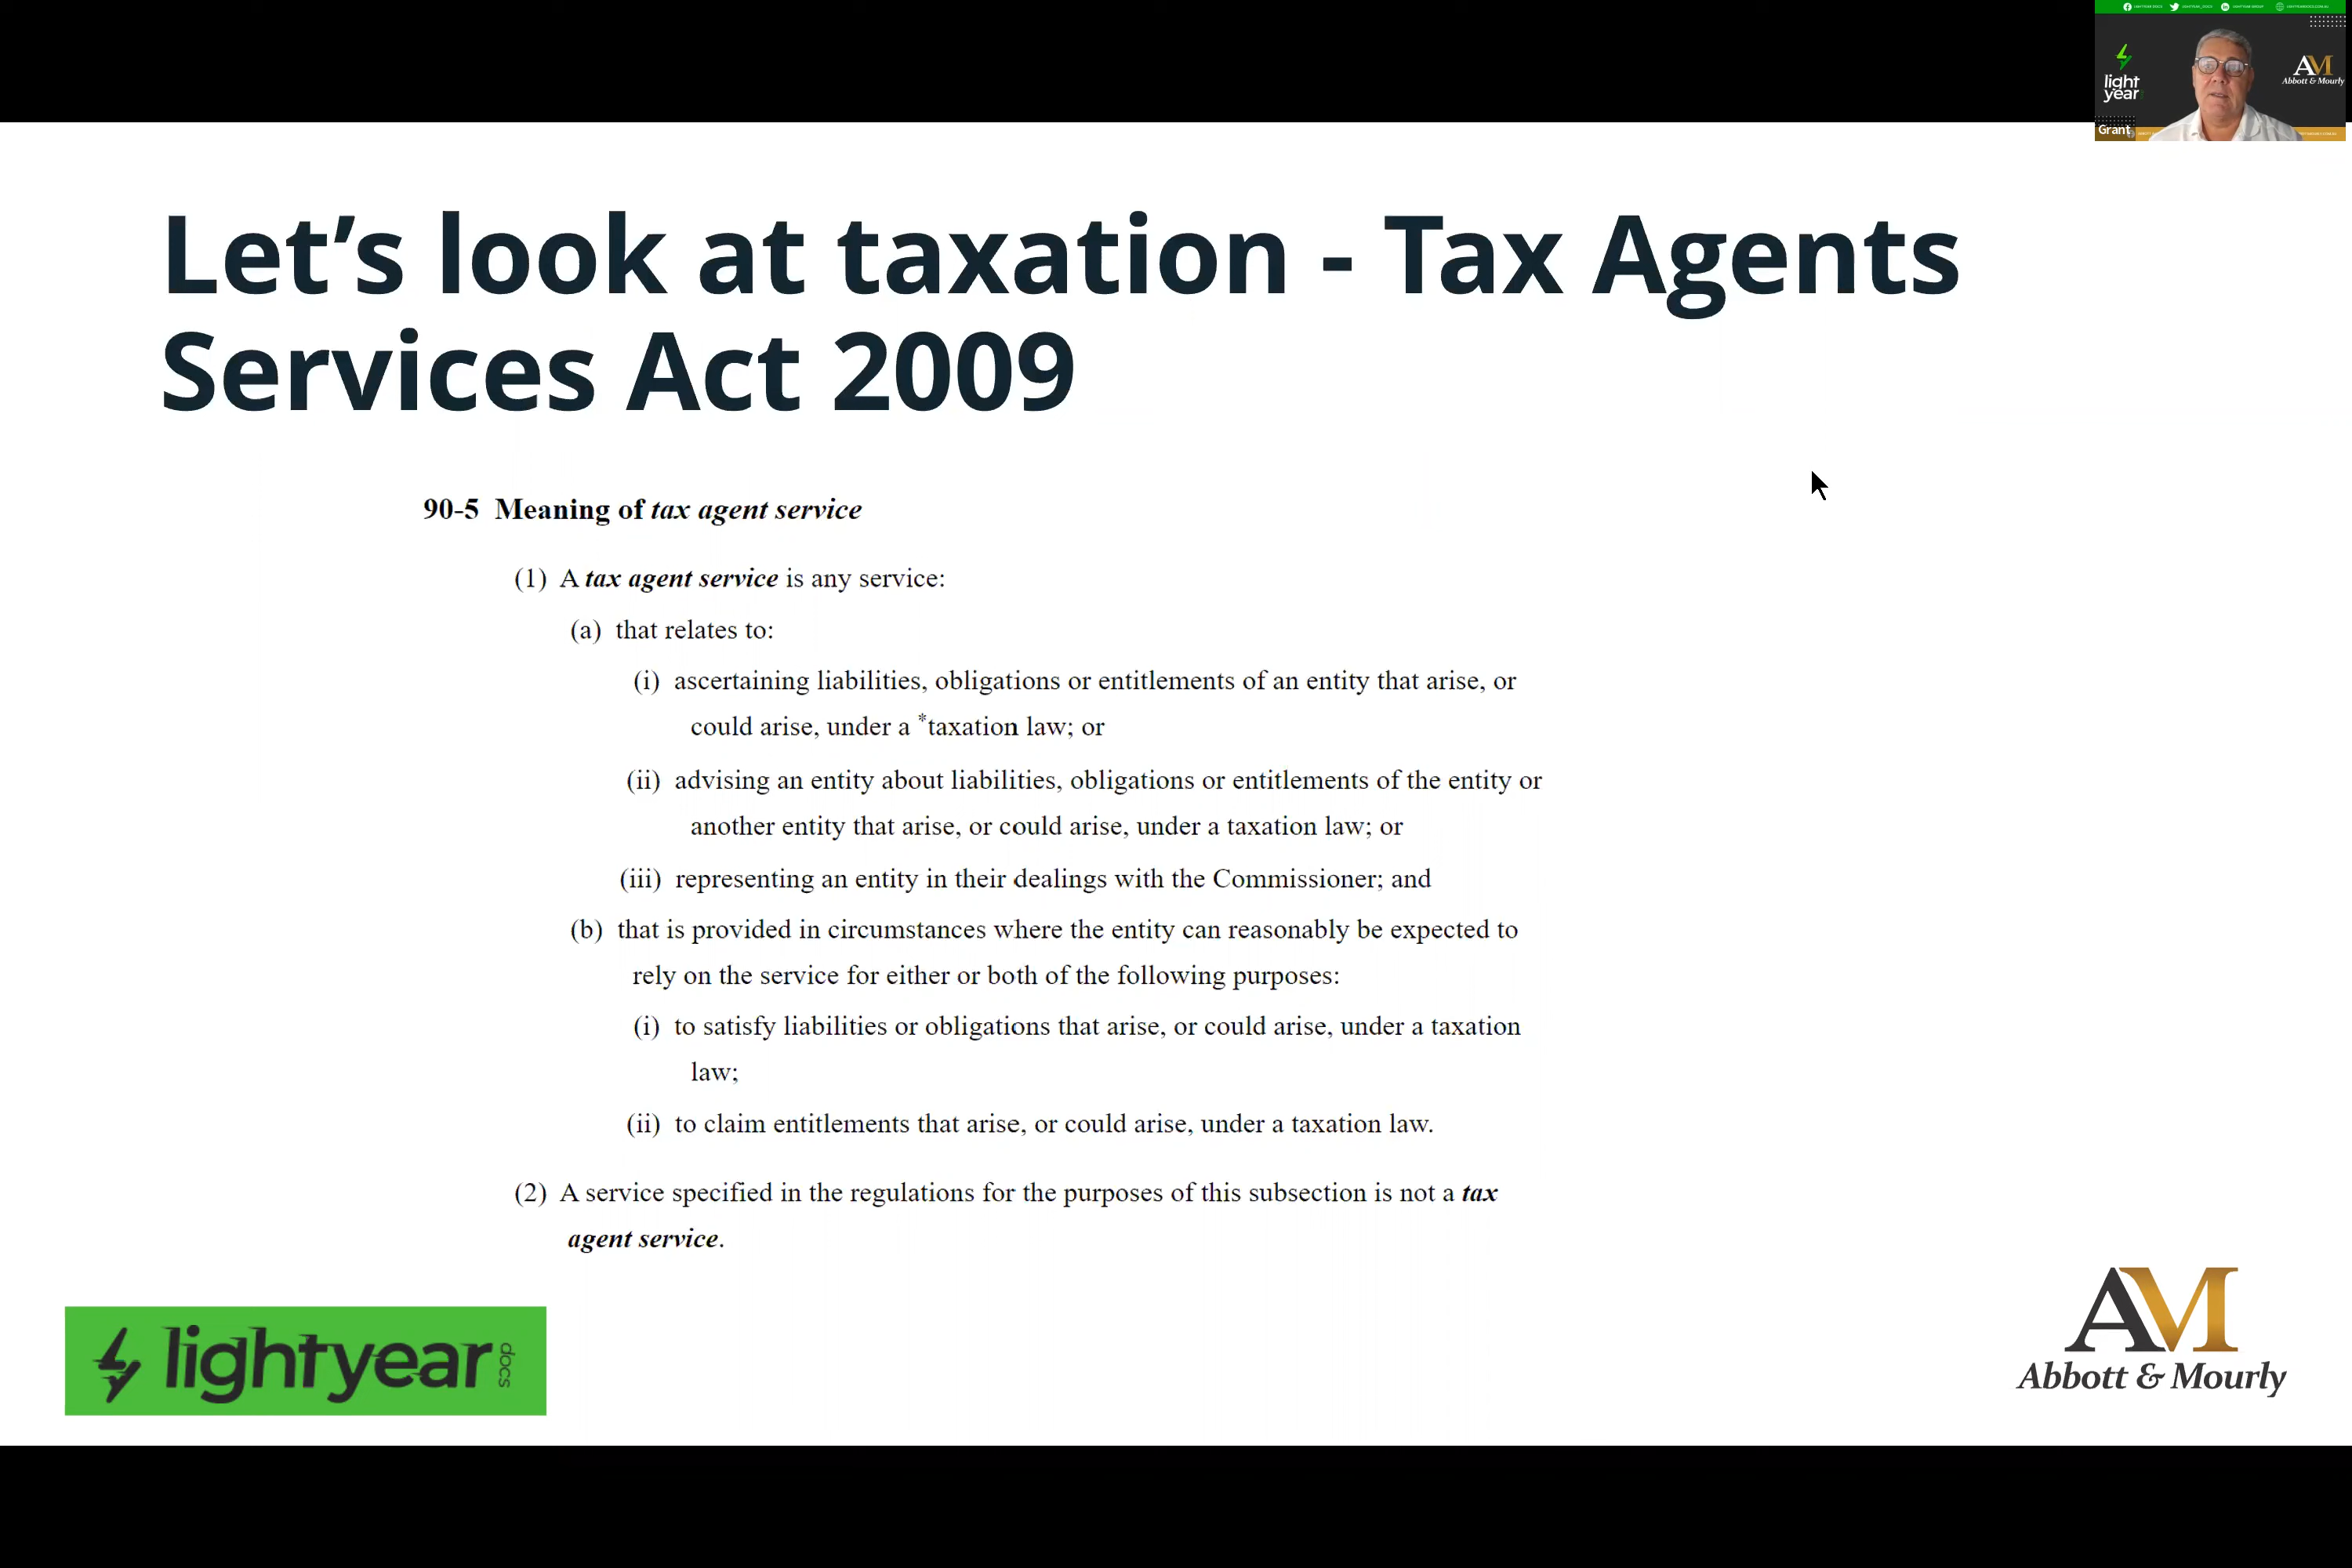 light
year
AM
Abbott & Mourly
Grant
Let’s look at taxation - Tax Agents
Services Act 2009
90-5 Meaning of tax agent service
(1) A tax agent service is any service:
(a) that relates to:
(i) ascertaining liabilities, obligations or entitlements of an entity that arise, or
could arise, under a *taxation law; or
(ii) advising an entity about liabilities, obligations or entitlements of the entity or
another entity that arise, or could arise, under a taxation law; or
(iii) representing an entity in their dealings with the Commissioner; and
(b) that is provided in circumstances where the entity can reasonably be expected to
rely on the service for either or both of the following purposes:
(i) to satisfy liabilities or obligations that arise, or could arise, under a taxation
law;
(ii) to claim entitlements that arise, or could arise, under a taxation law.
(2) A service specified in the regulations for the purposes of this subsection is not a tax
agent service.
lightyear docs
AM
Abbott & Mourly